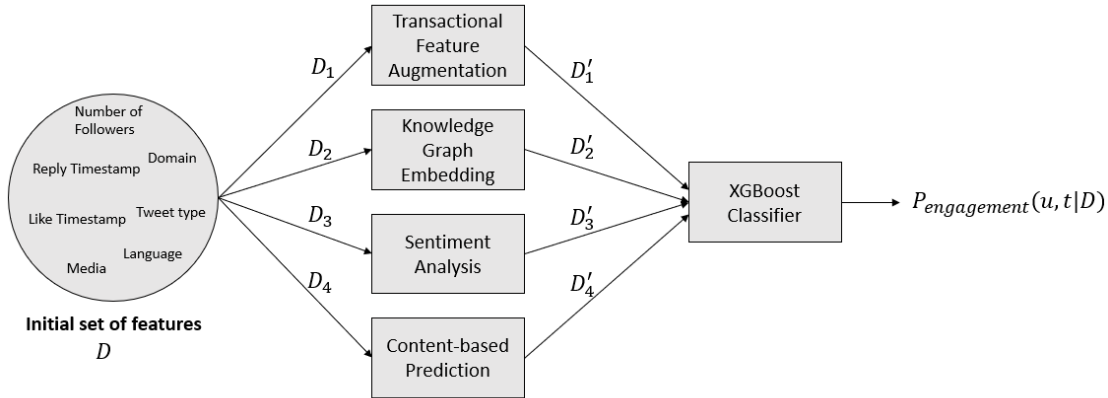 Number of
Followers
Reply Timestamp
Domain
Like Timestamp
Tweet type
Language
Media
Initial set of features
D
D₁
D₂
D₃
D₄
Transactional
Feature
Augmentation
Knowledge
Graph
Embedding
Sentiment
Analysis
Content-based
Prediction
D′₁
D′₂
D′₃
D′₄
XGBoost
Classifier
P_engagement(u, t|D)